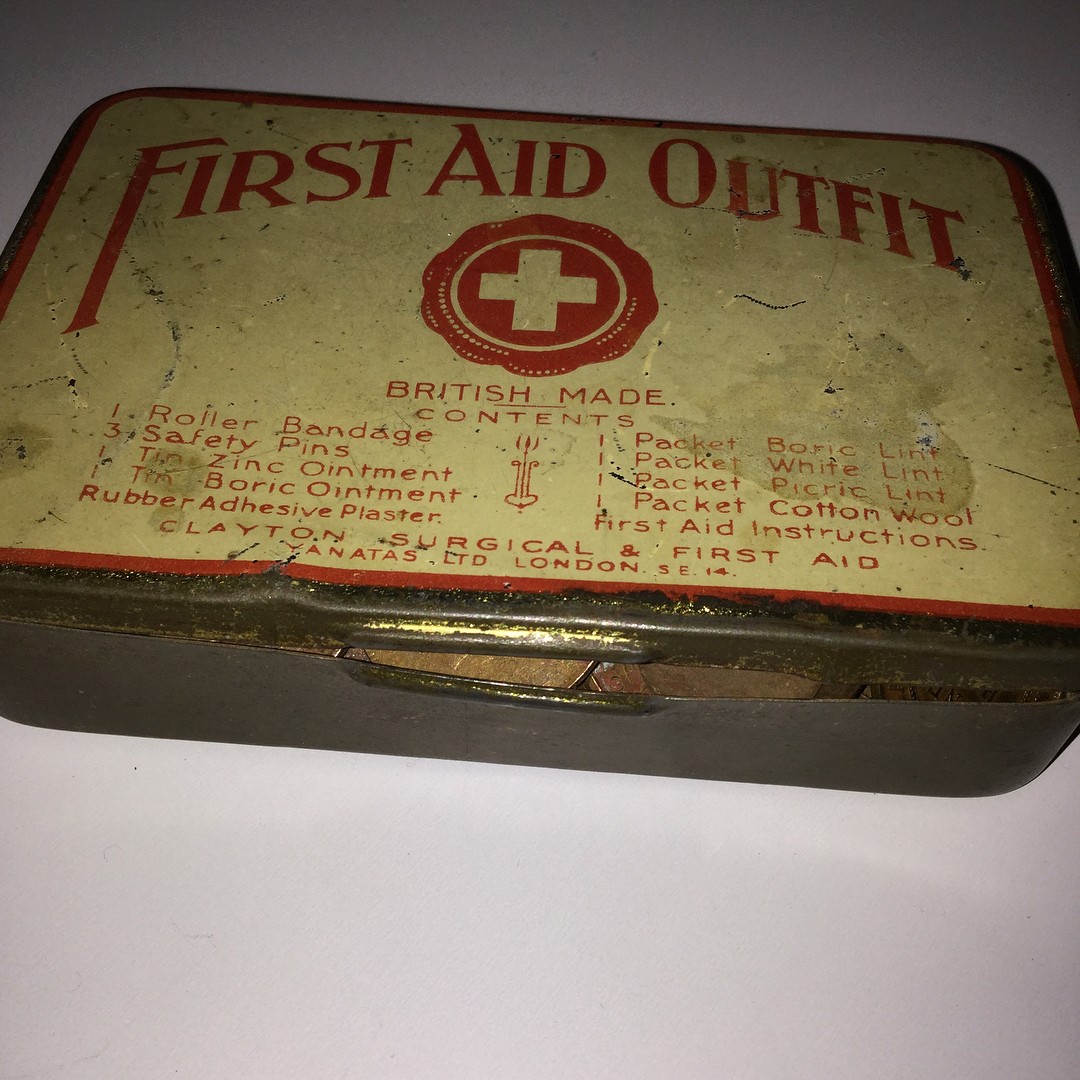 FIRST AID OUTFIT
BRITISH MADE.
CONTENTS
1 Roller Bandage
3 Safety Pins
1 Tin Zinc Ointment
1 Tin Boric Ointment
Rubber Adhesive Plaster.
1 Packet Boric Lint
1 Packet White Lint
1 Packet Picric Lint
1 Packet Cotton Wool
First Aid Instructions.
CLAYTON SURGICAL & FIRST AID
VANATAS LTD LONDON. S.E. 14.